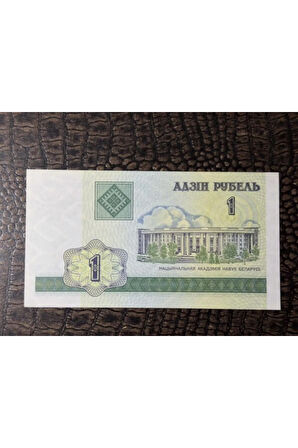 АДЗІН РУБЕЛЬ
1
НАЦЫЯНАЛЬНАЯ АКАДЭМІЯ НАВУК БЕЛАРУСІ
1